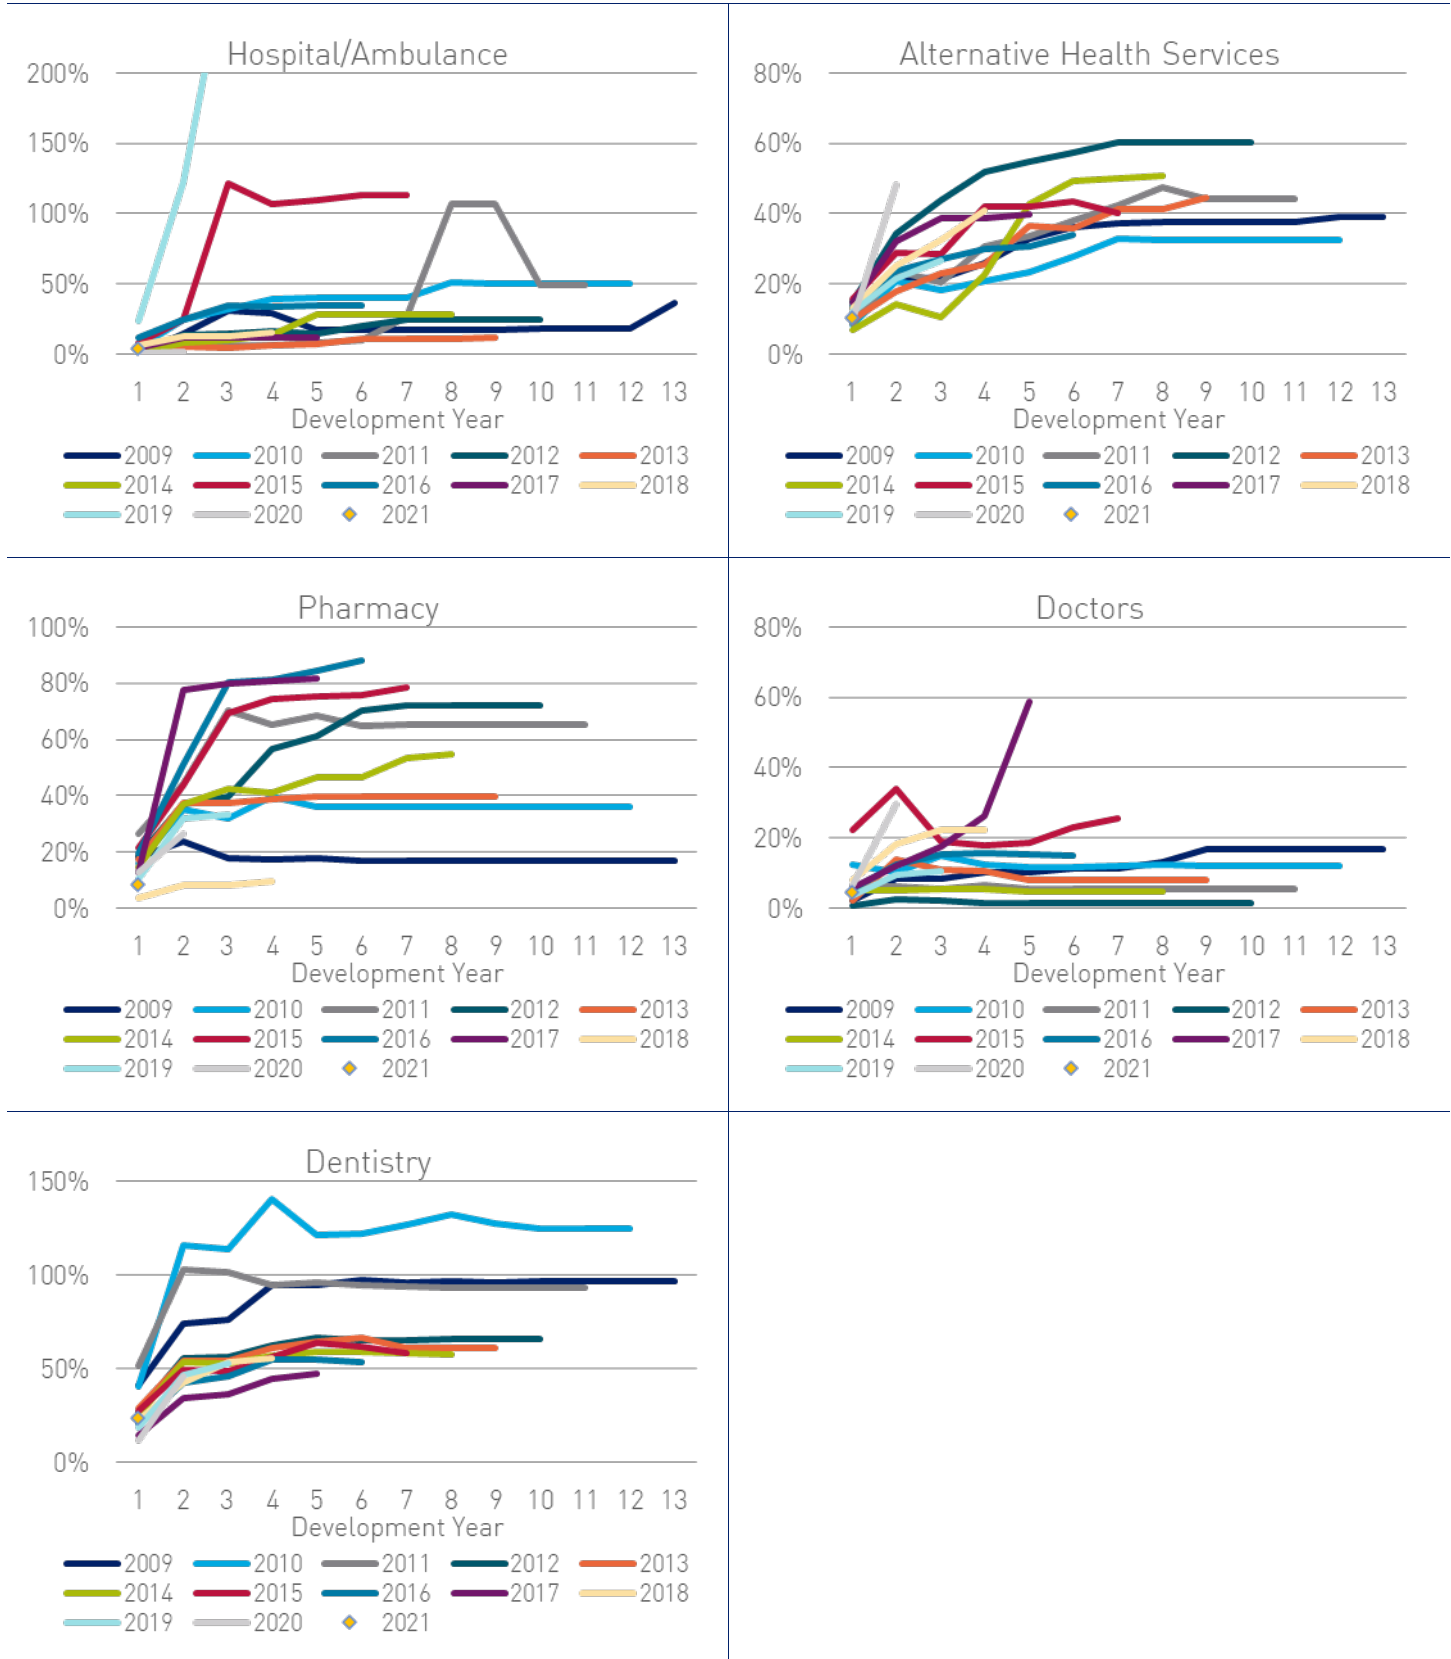 Hospital/Ambulance
200%
150%
100%
50%
0%
1 2 3 4 5 6 7 8 9 10 11 12 13
Development Year
2009 2010 2011 2012 2013
2014 2015 2016 2017 2018
2019 2020 2021
Alternative Health Services
80%
60%
40%
20%
0%
1 2 3 4 5 6 7 8 9 10 11 12 13
Development Year
2009 2010 2011 2012 2013
2014 2015 2016 2017 2018
2019 2020 2021
Pharmacy
100%
80%
60%
40%
20%
0%
1 2 3 4 5 6 7 8 9 10 11 12 13
Development Year
2009 2010 2011 2012 2013
2014 2015 2016 2017 2018
2019 2020 2021
Doctors
80%
60%
40%
20%
0%
1 2 3 4 5 6 7 8 9 10 11 12 13
Development Year
2009 2010 2011 2012 2013
2014 2015 2016 2017 2018
2019 2020 2021
Dentistry
150%
100%
50%
0%
1 2 3 4 5 6 7 8 9 10 11 12 13
Development Year
2009 2010 2011 2012 2013
2014 2015 2016 2017 2018
2019 2020 2021